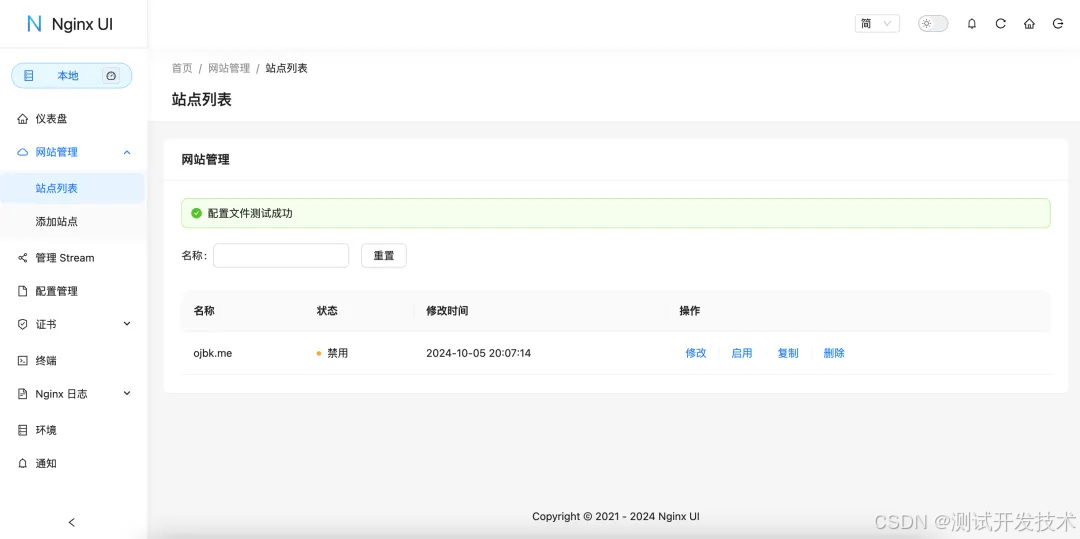 Nginx UI
简
本地
仪表盘
网站管理
站点列表
添加站点
管理 Stream
配置管理
证书
终端
Nginx 日志
环境
通知
首页 / 网站管理 / 站点列表
站点列表
网站管理
配置文件测试成功
名称: 重置
名称 状态 修改时间 操作
ojbk.me 禁用 2024-10-05 20:07:14 修改 启用 复制 删除
Copyright © 2021 - 2024 Nginx UI
CSDN @测试开发技术